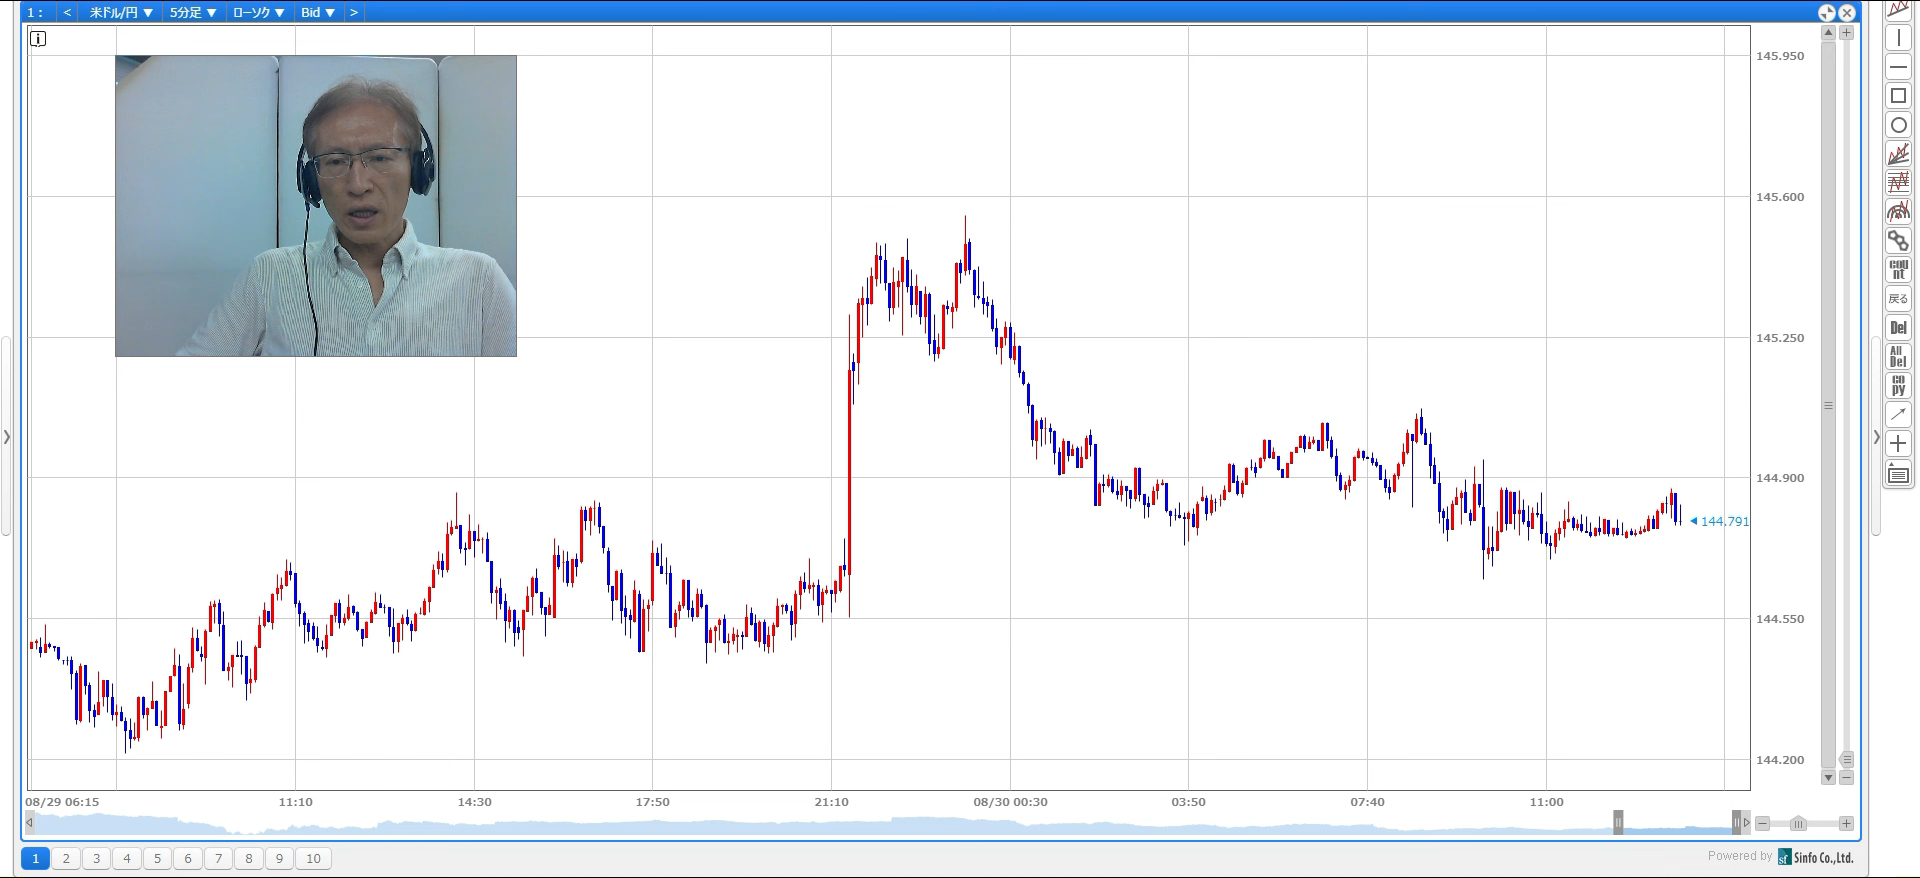 1 : < 米ドル/円 ▼ 5分足 ▼ ローソク ▼ Bid ▼ >
i
145.950
145.600
145.250
144.900
144.791
144.550
144.200
08/29 06:15 11:10 14:30 17:50 21:10 08/30 00:30 03:50 07:40 11:00
1 2 3 4 5 6 7 8 9 10
Powered by sf Sinfo Co.,Ltd.
cou
nt
戻る
Del
All
Del
co
py